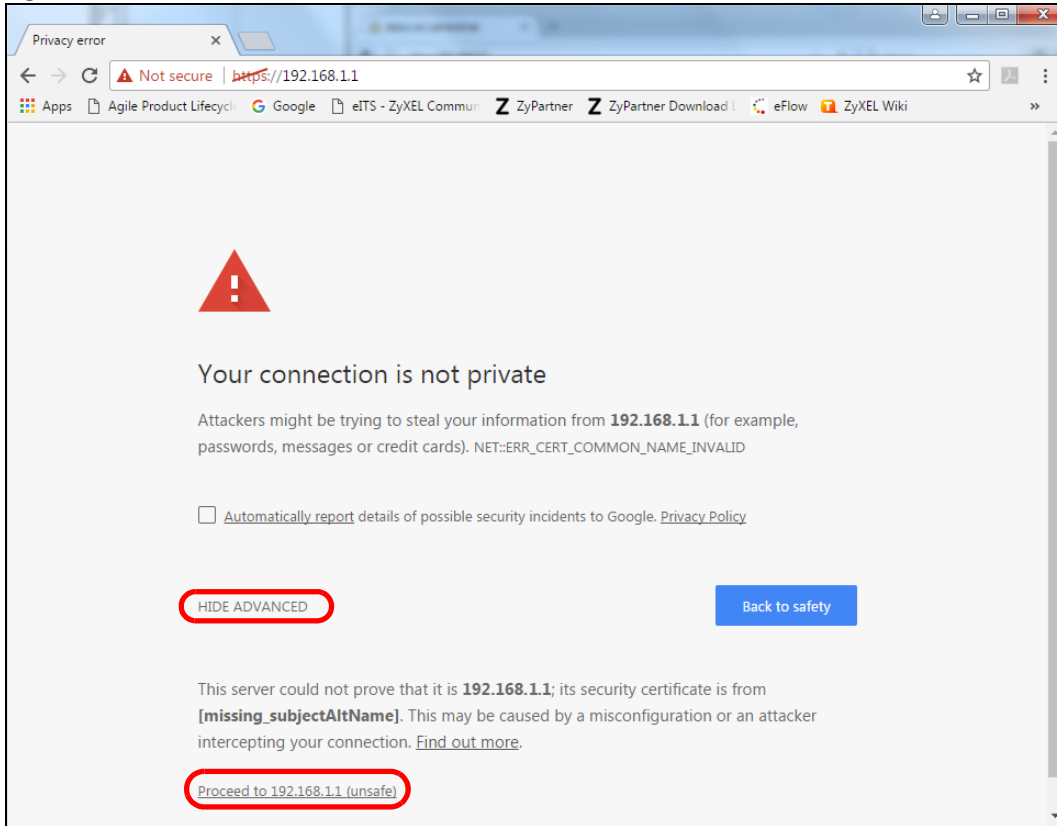 Privacy error
Not secure | https://192.168.1.1
Apps Agile Product Lifecycl Google eITS - ZyXEL Commun ZyPartner ZyPartner Download L eFlow ZyXEL Wiki »
Your connection is not private
Attackers might be trying to steal your information from 192.168.1.1 (for example,
passwords, messages or credit cards). NET::ERR_CERT_COMMON_NAME_INVALID
Automatically report details of possible security incidents to Google. Privacy Policy
HIDE ADVANCED
Back to safety
This server could not prove that it is 192.168.1.1; its security certificate is from
[missing_subjectAltName]. This may be caused by a misconfiguration or an attacker
intercepting your connection. Find out more.
Proceed to 192.168.1.1 (unsafe)